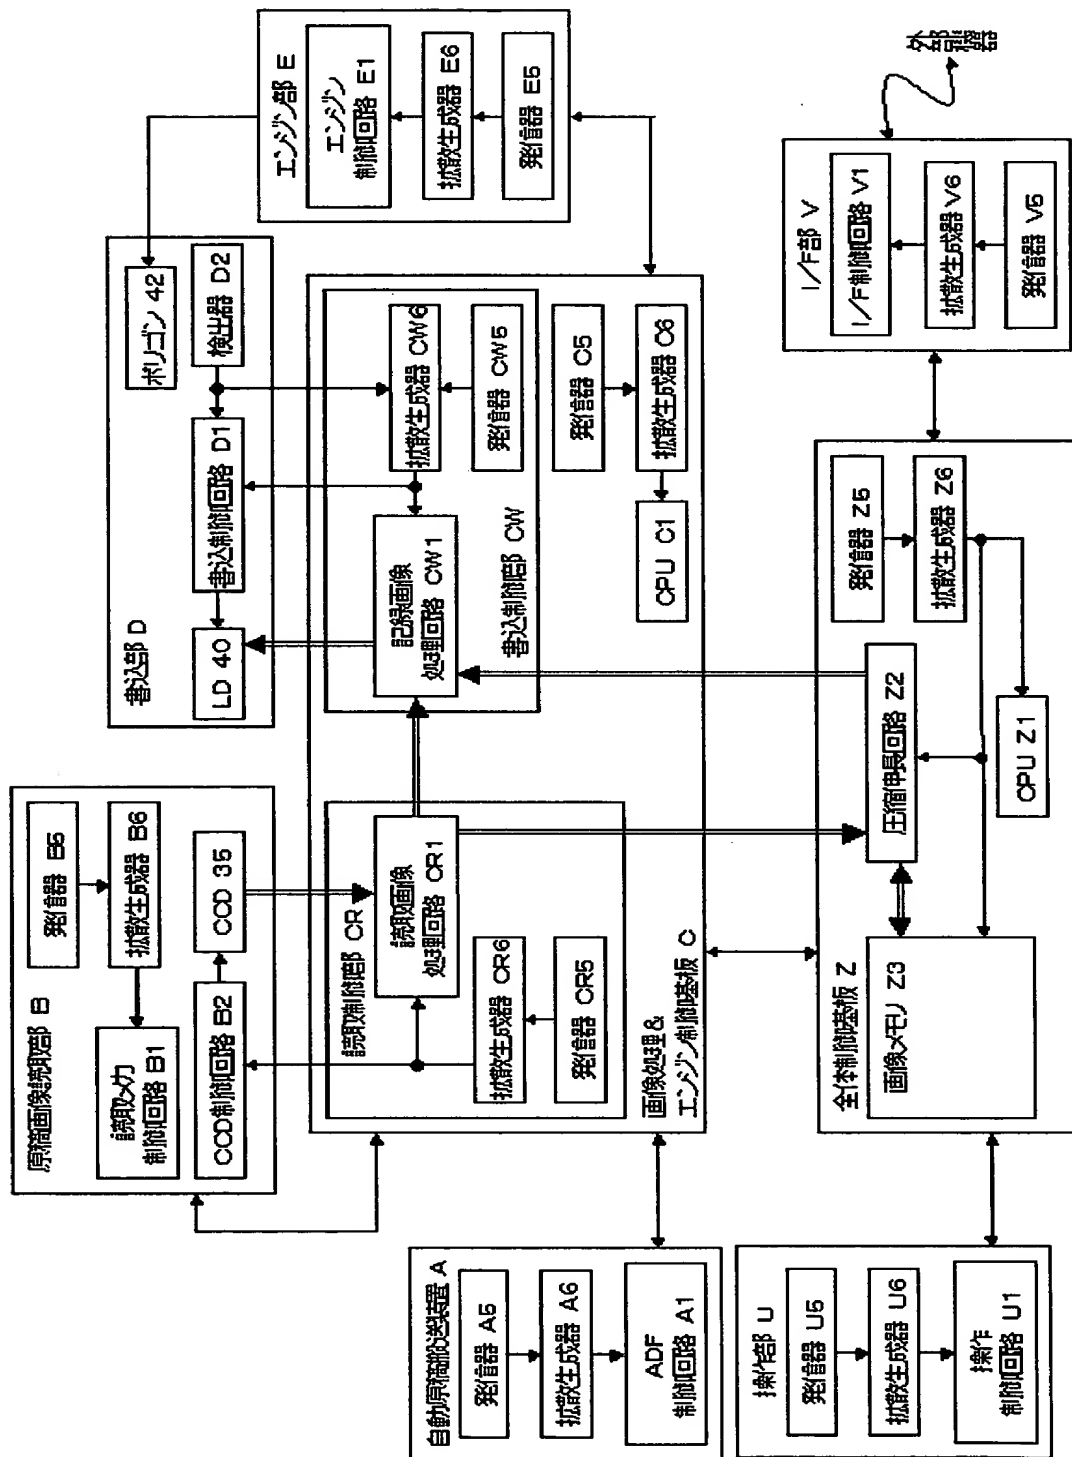 自動原稿搬送装置 A
発信器 A5
拡散生成器 A6
ADF
制御回路 A1
操作部 U
発信器 U5
拡散生成器 U6
操作
制御回路 U1
原稿画像読取部 B
発信器 B5
拡散生成器 B6
読取メカ
制御回路 B1
CCD制御回路 B2
CCD 35
読取制御部 CR
読取画像
処理回路 CR1
拡散生成器 CR6
発信器 CR5
画像処理&
エンジン制御基板 C
書込制御部 CW
記録画像
処理回路 CW1
拡散生成器 CW6
発信器 CW5
発信器 C5
拡散生成器 C6
CPU C1
全体制御基板 Z
画像メモリ Z3
圧縮伸長回路 Z2
発信器 Z5
拡散生成器 Z6
CPU Z1
書込部 D
LD 40
書込制御回路 D1
検出器 D2
ポリゴン 42
エンジン部 E
エンジン
制御回路 E1
拡散生成器 E6
発信器 E5
I/F部 V
I/F制御回路 V1
拡散生成器 V6
発信器 V5
外部機器